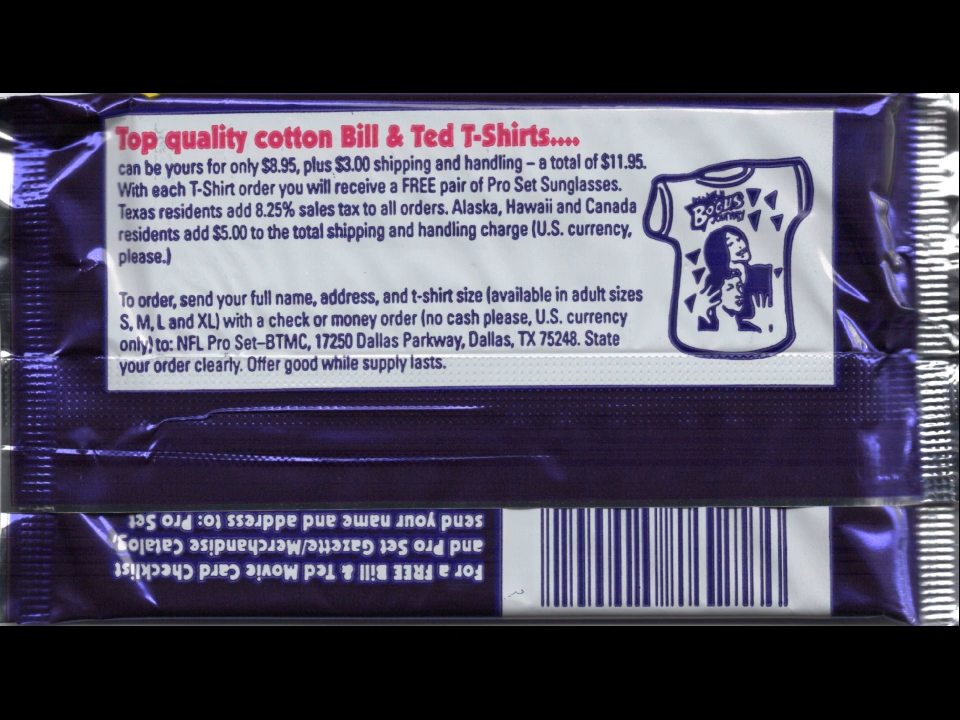 Top quality cotton Bill & Ted T-Shirts....
can be yours for only $8.95, plus $3.00 shipping and handling – a total of $11.95.
With each T-Shirt order you will receive a FREE pair of Pro Set Sunglasses.
Texas residents add 8.25% sales tax to all orders. Alaska, Hawaii and Canada
residents add $5.00 to the total shipping and handling charge (U.S. currency,
please.)
To order, send your full name, address, and t-shirt size (available in adult sizes
S, M, L and XL) with a check or money order (no cash please, U.S. currency
only) to: NFL Pro Set–BTMC, 17250 Dallas Parkway, Dallas, TX 75248. State
your order clearly. Offer good while supply lasts.
Bogus
Journey
For a FREE Bill & Ted Movie Card Checklist
and Pro Set Gazette/Merchandise Catalog,
send your name and address to: Pro Set